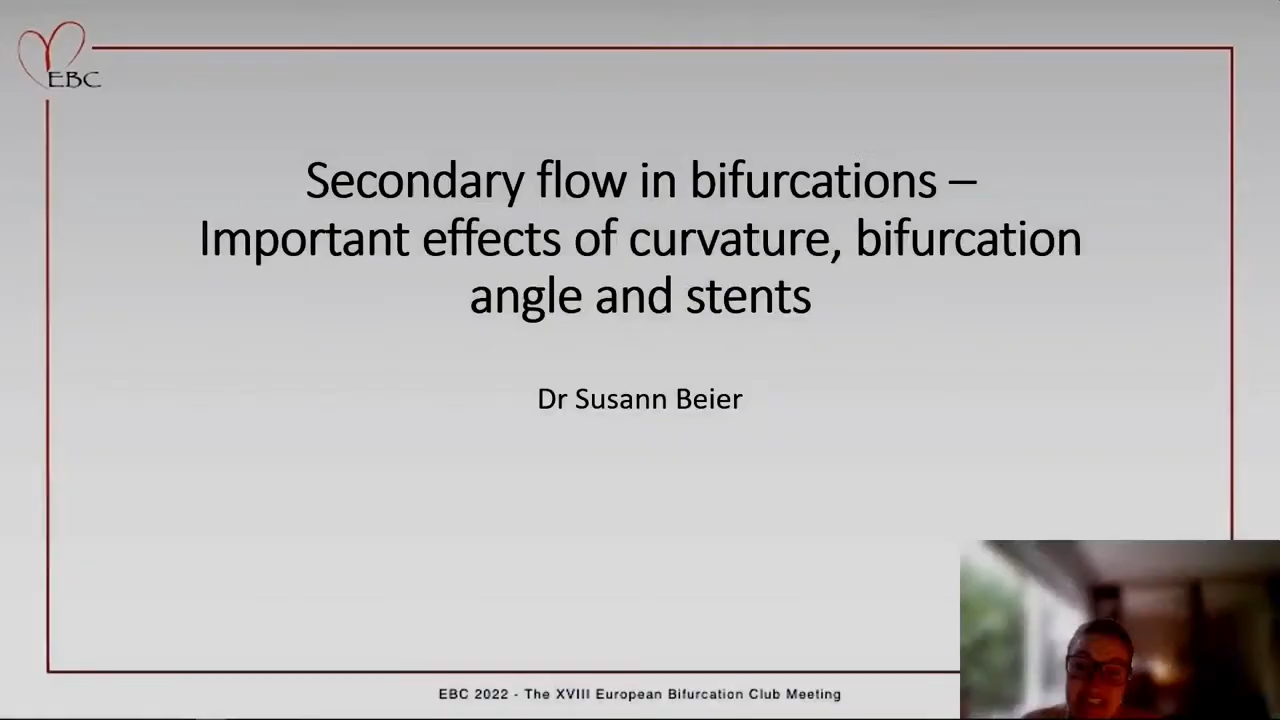 EBC
Secondary flow in bifurcations –
Important effects of curvature, bifurcation
angle and stents
Dr Susann Beier
EBC 2022 - The XVIII European Bifurcation Club Meeting